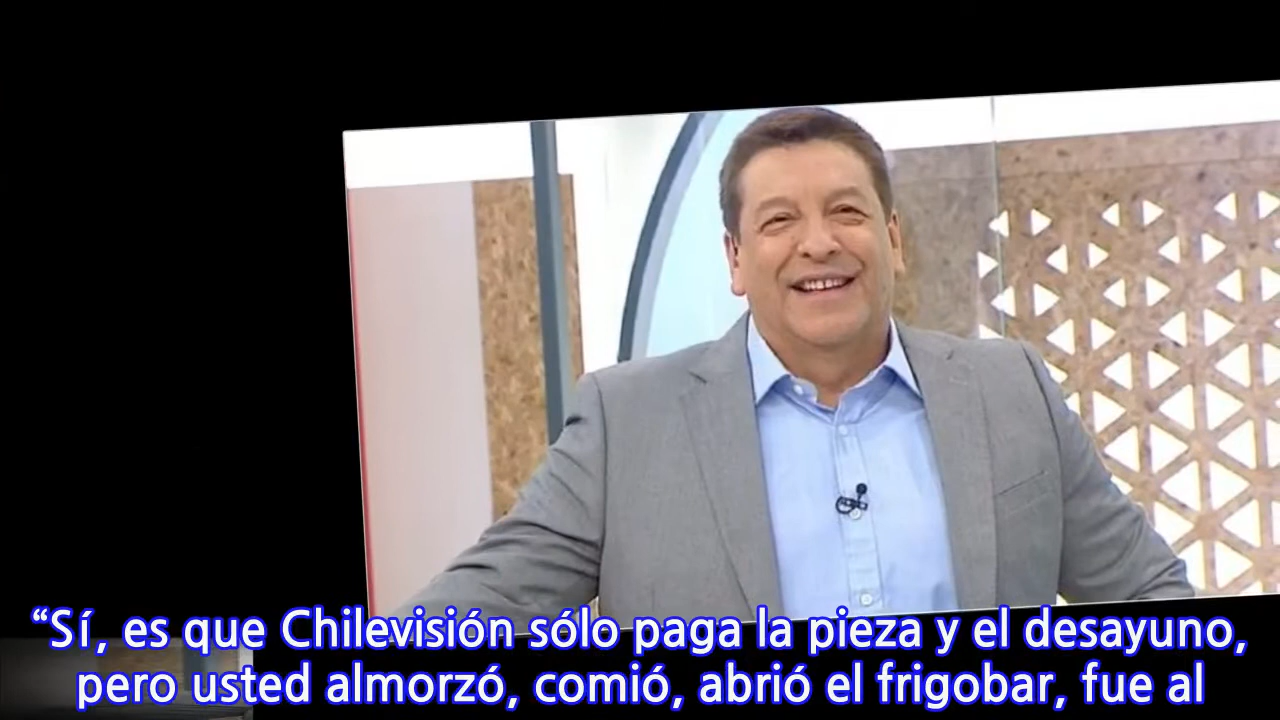 “Sí, es que Chilevisión sólo paga la pieza y el desayuno,
pero usted almorzó, comió, abrió el frigobar, fue al